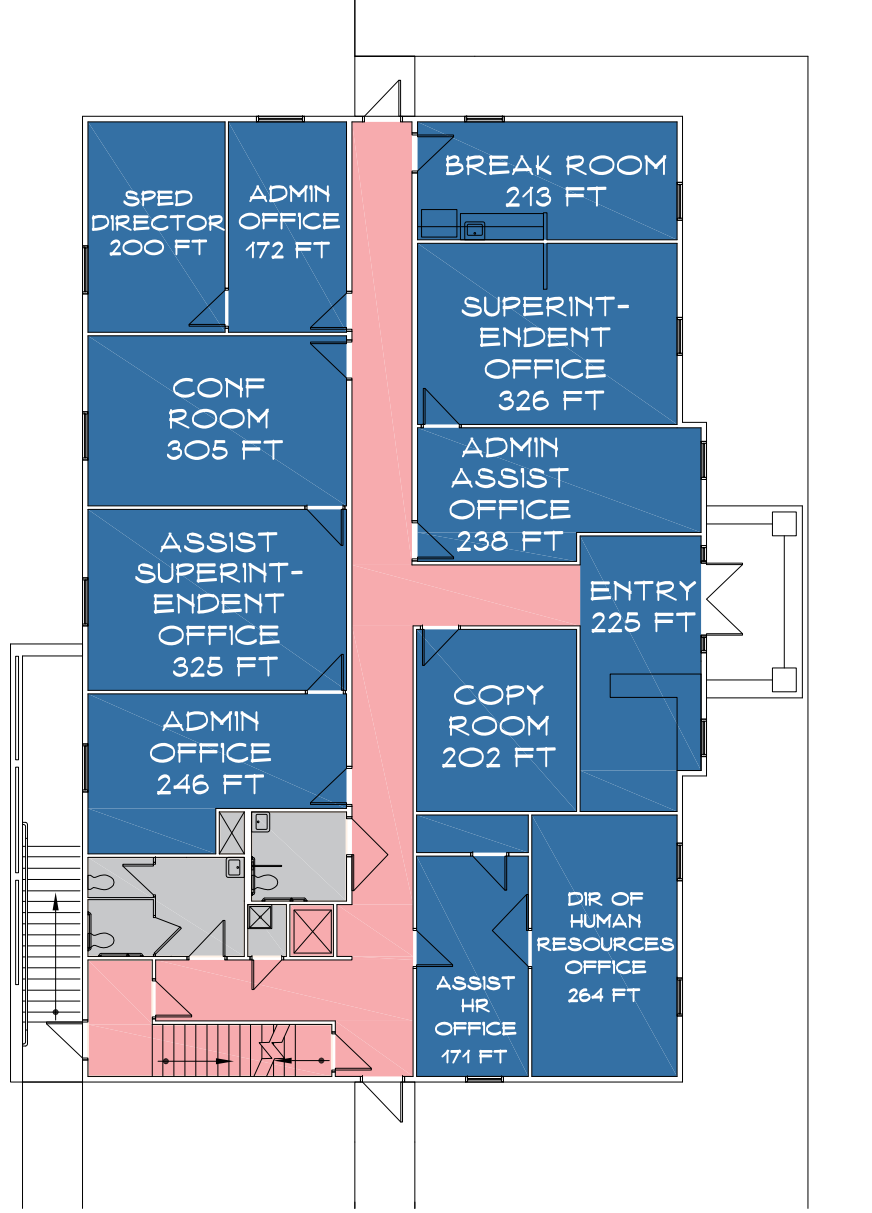 SPED
DIRECTOR
200 FT
ADMIN
OFFICE
172 FT
BREAK ROOM
213 FT
SUPERINT-
ENDENT
OFFICE
326 FT
CONF
ROOM
305 FT
ADMIN
ASSIST
OFFICE
238 FT
ASSIST
SUPERINT-
ENDENT
OFFICE
325 FT
ENTRY
225 FT
COPY
ROOM
202 FT
ADMIN
OFFICE
246 FT
DIR OF
HUMAN
RESOURCES
OFFICE
264 FT
ASSIST
HR
OFFICE
171 FT